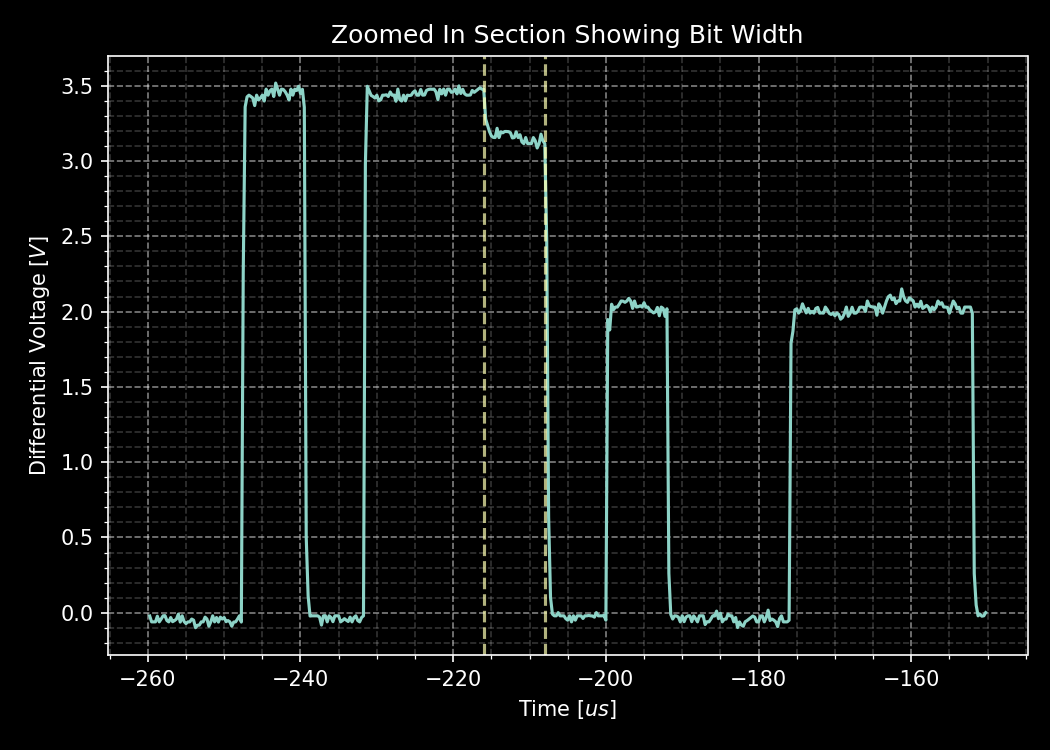 Zoomed In Section Showing Bit Width
3.5
3.0
2.5
2.0
1.5
1.0
0.5
0.0
Differential Voltage [V]
−260 −240 −220 −200 −180 −160
Time [us]